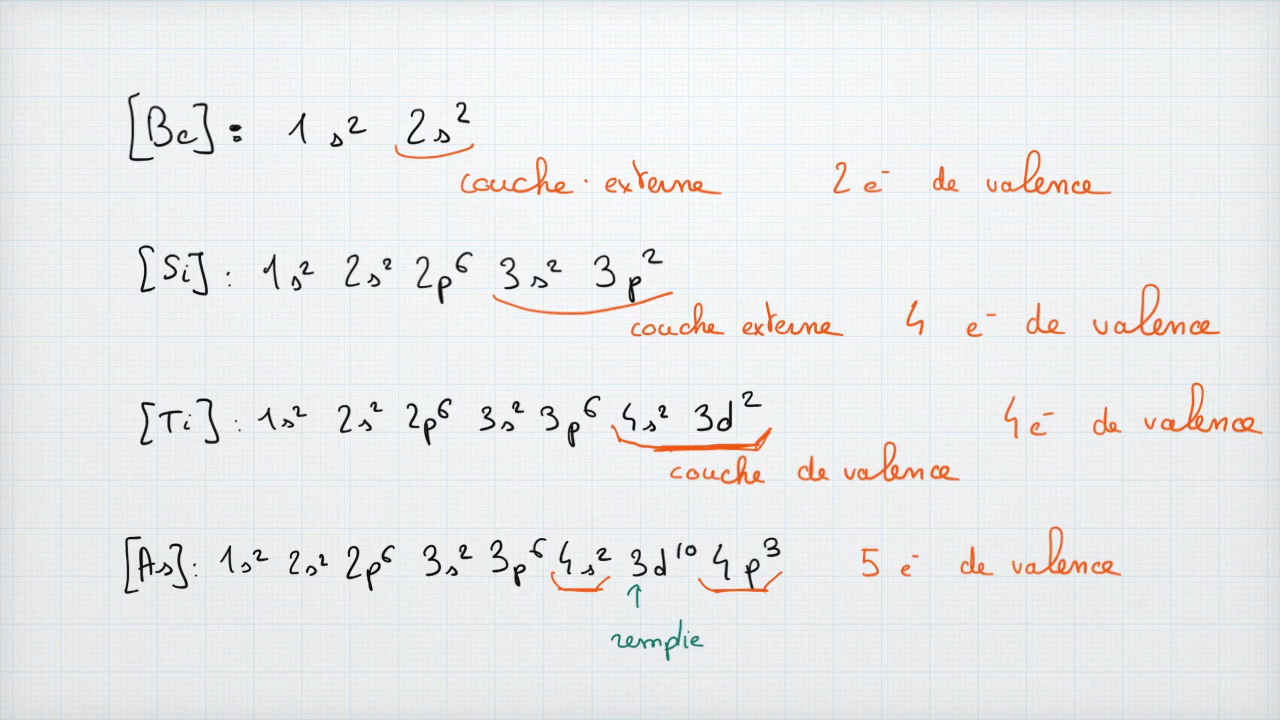 [Be] : 1s² 2s²
couche externe 2 e⁻ de valence
[Si] : 1s² 2s² 2p⁶ 3s² 3p²
couche externe 4 e⁻ de valence
[Ti] : 1s² 2s² 2p⁶ 3s² 3p⁶ 4s² 3d² 4 e⁻ de valence
couche de valence
[As] : 1s² 2s² 2p⁶ 3s² 3p⁶ 4s² 3d¹⁰ 4p³ 5 e⁻ de valence
↑
remplie